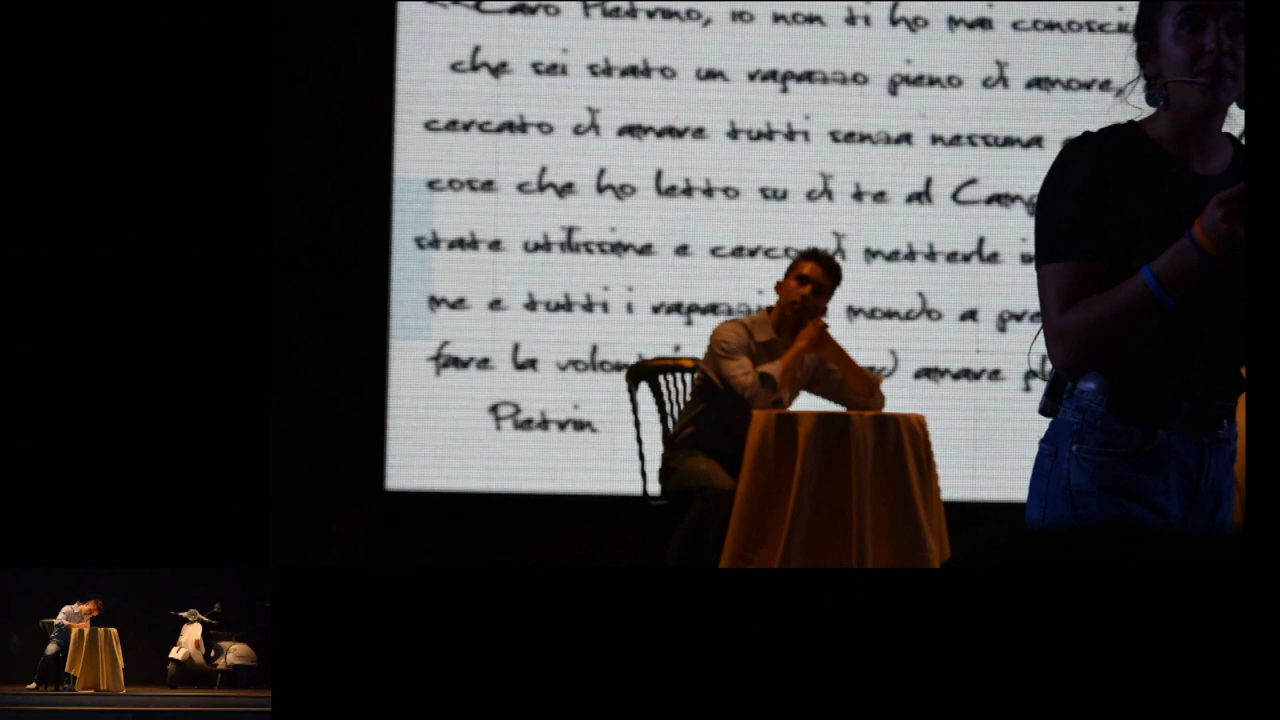 Caro Pietrino, io non ti ho mai
che sei stato un ragazzo pieno di amore,
cercato di amare tutti senza nessuna
cose che ho letto su di te al
state utilissime e cerco di metterle
me e tutti i ragazzi mondo a
fare la amare
Pietrin